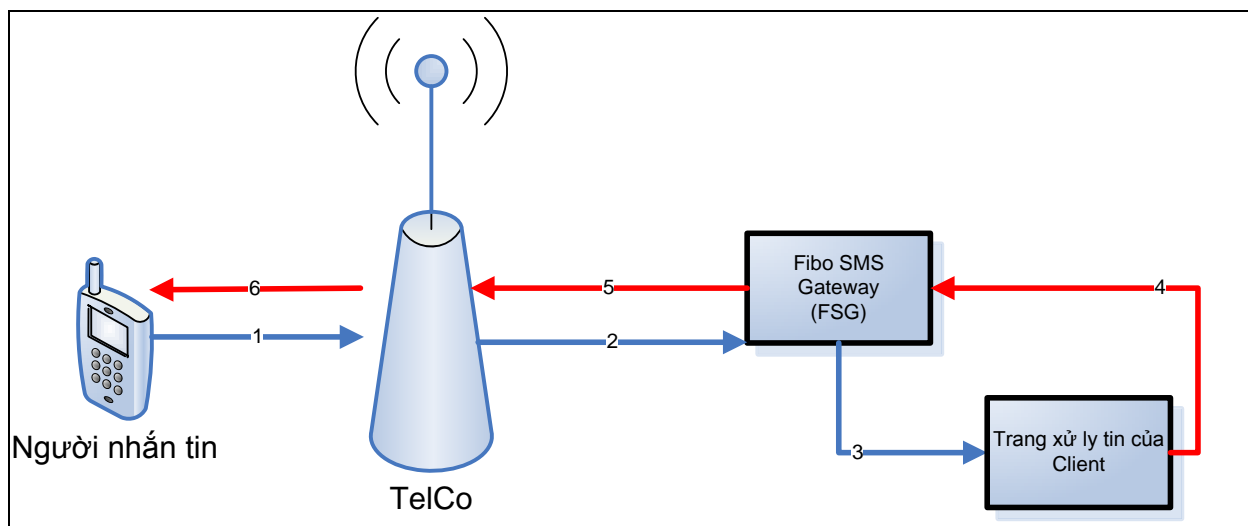 Fibo SMS
Gateway
(FSG)
6
5
4
1
2
3
Người nhắn tin
Trang xử ly tin của
Client
TelCo